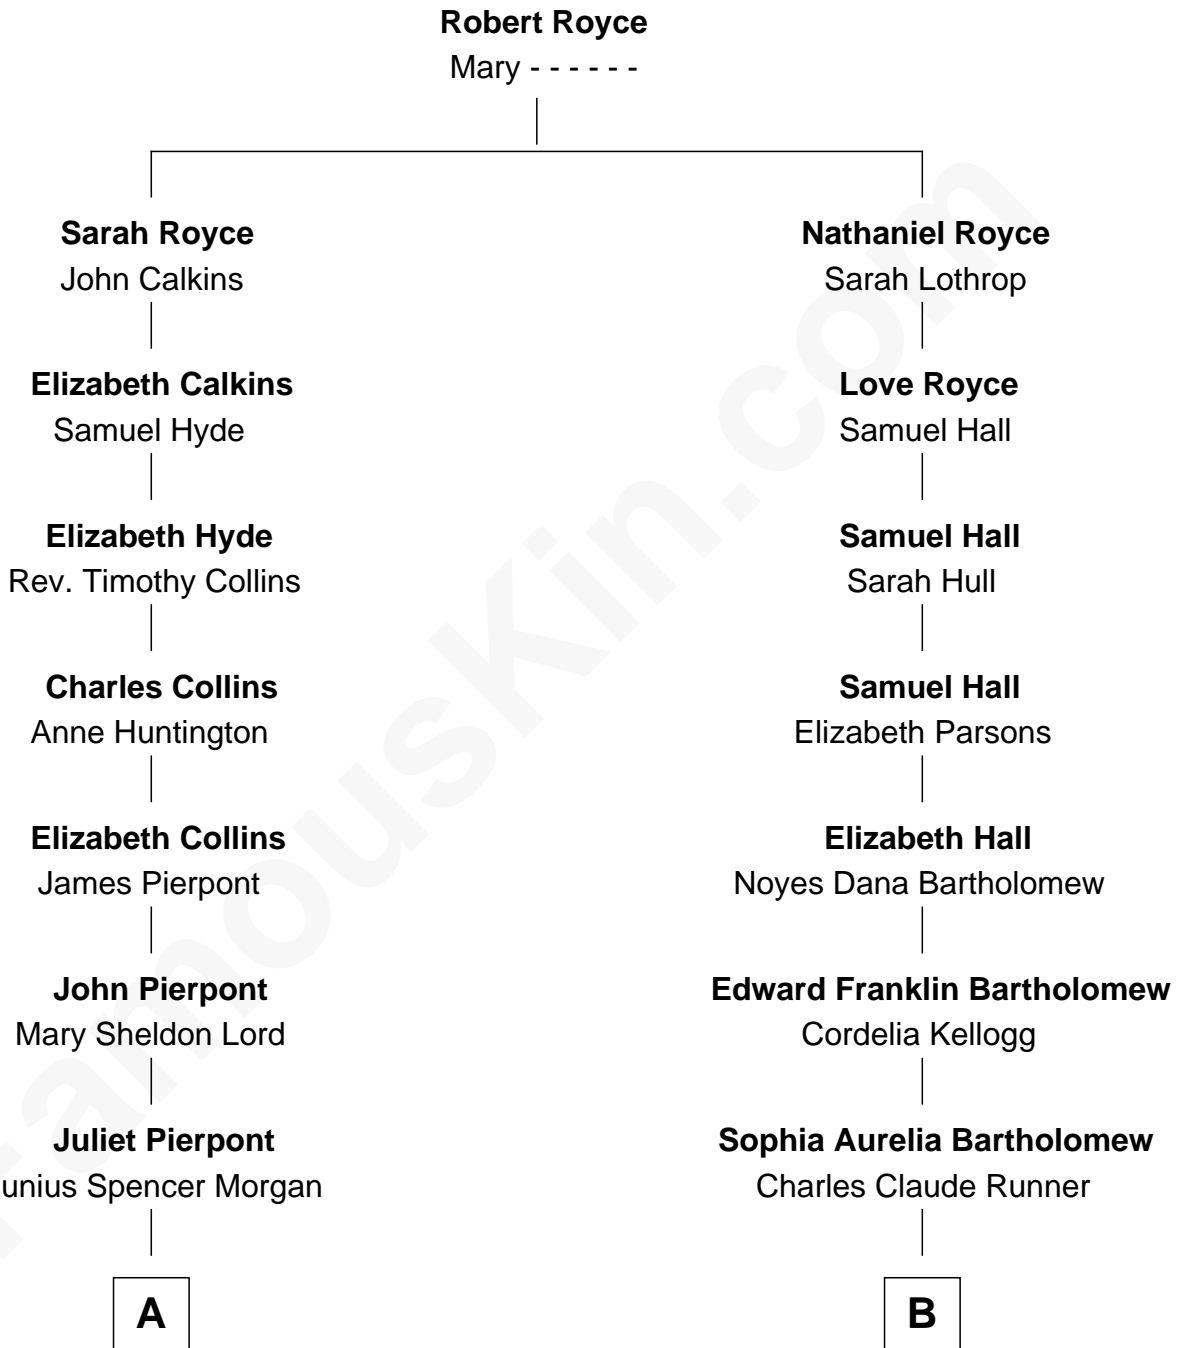 Robert Royce
Mary - - - - - -
Sarah Royce
John Calkins
Nathaniel Royce
Sarah Lothrop
Elizabeth Calkins
Samuel Hyde
Love Royce
Samuel Hall
Elizabeth Hyde
Rev. Timothy Collins
Samuel Hall
Sarah Hull
Charles Collins
Anne Huntington
Samuel Hall
Elizabeth Parsons
Elizabeth Collins
James Pierpont
Elizabeth Hall
Noyes Dana Bartholomew
John Pierpont
Mary Sheldon Lord
Edward Franklin Bartholomew
Cordelia Kellogg
Juliet Pierpont
unius Spencer Morgan
Sophia Aurelia Bartholomew
Charles Claude Runner
A
B
FamousKin.com